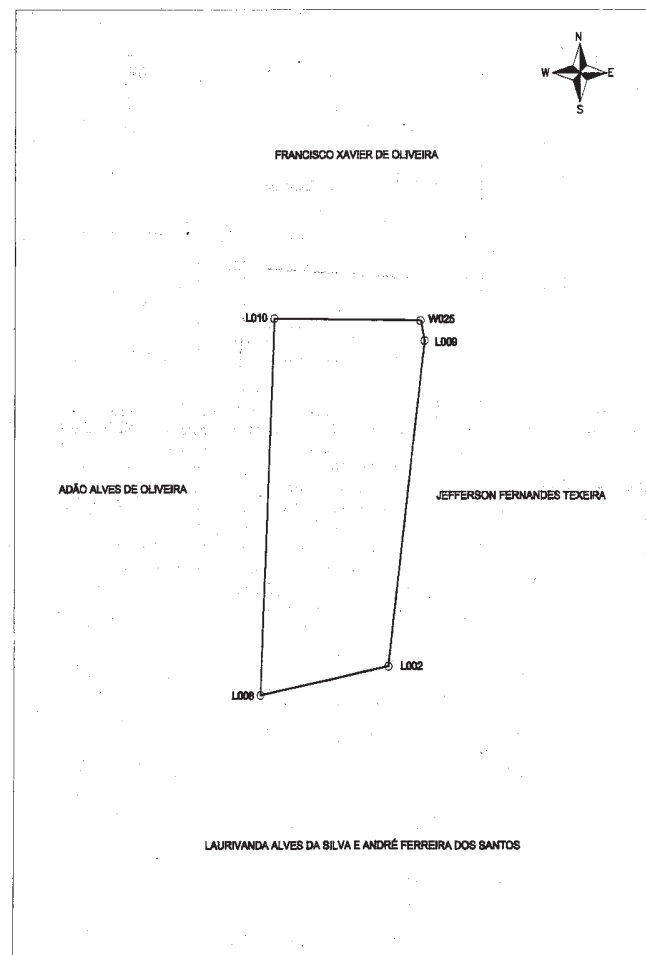 N
W E
S
FRANCISCO XAVIER DE OLIVEIRA
L010 W025
L009
ADÃO ALVES DE OLIVEIRA
JEFFERSON FERNANDES TEXEIRA
L002
L008
LAURIVANDA ALVES DA SILVA E ANDRÉ FERREIRA DOS SANTOS